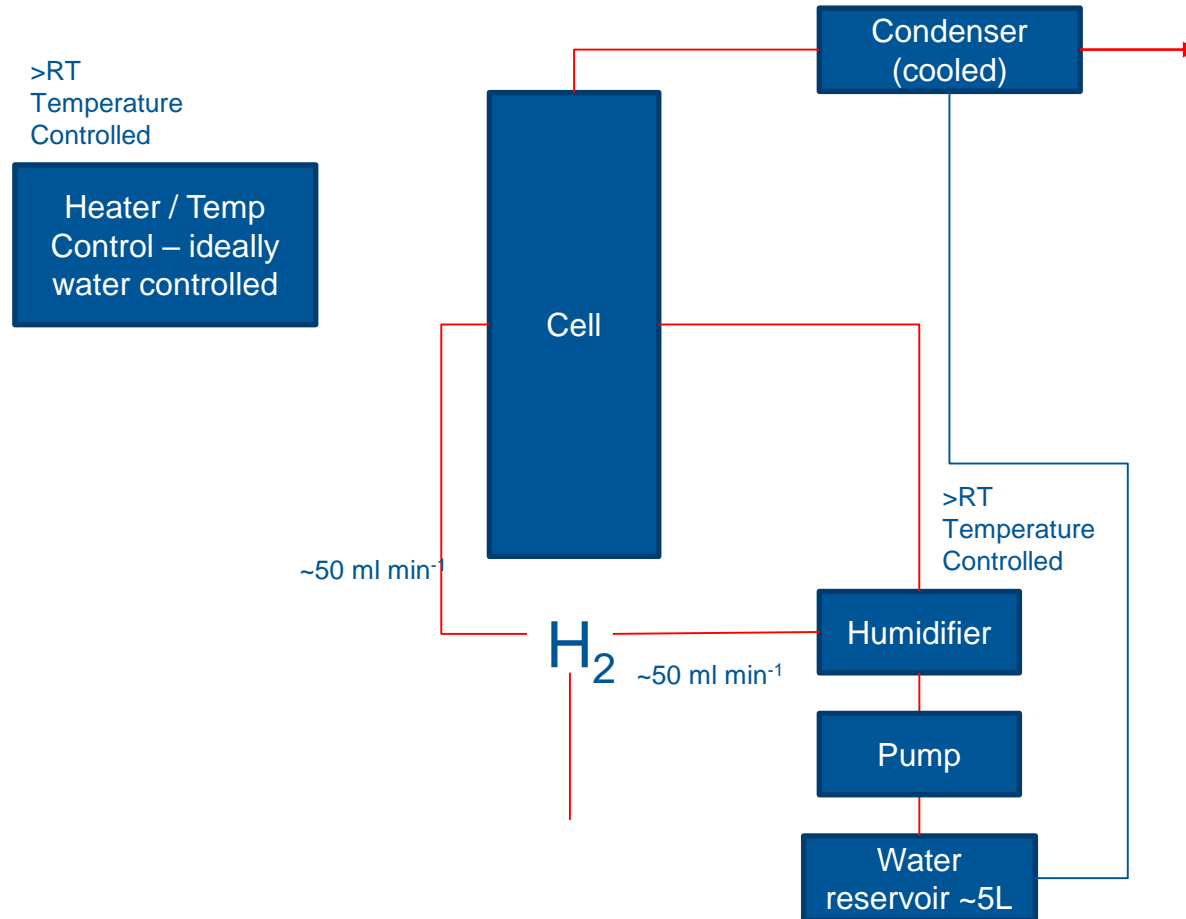 Condenser
(cooled)
>RT
Temperature
Controlled
Heater / Temp
Control – ideally
water controlled
Cell
>RT
Temperature
Controlled
~50 ml min⁻¹
H₂
~50 ml min⁻¹
Humidifier
Pump
Water
reservoir ~5L